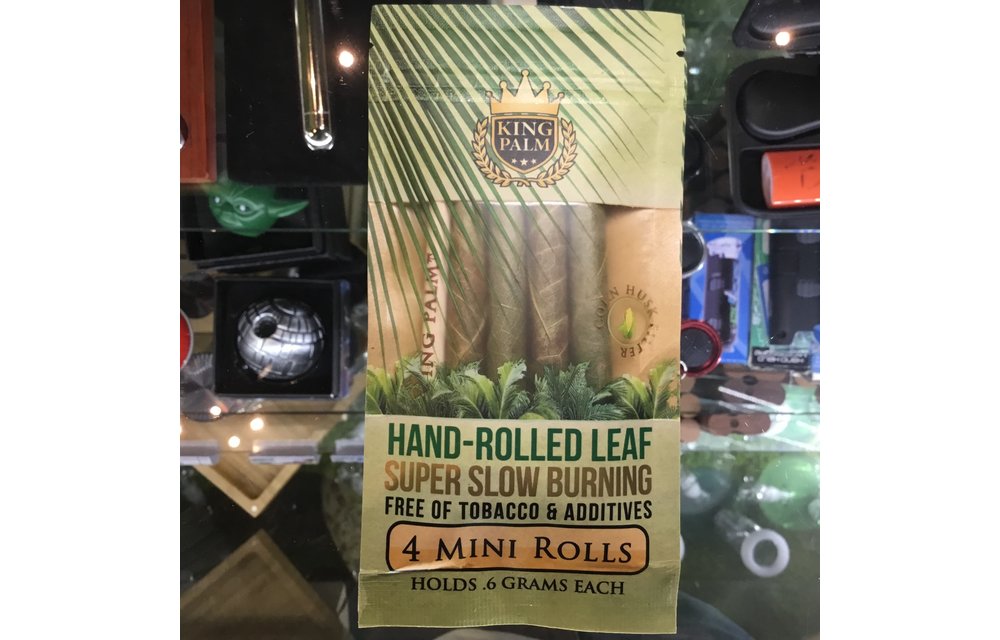 KING
PALM
ING PALM
CORN HUSK FILTER
HAND-ROLLED LEAF
SUPER SLOW BURNING
FREE OF TOBACCO & ADDITIVES
4 MINI ROLLS
HOLDS .6 GRAMS EACH